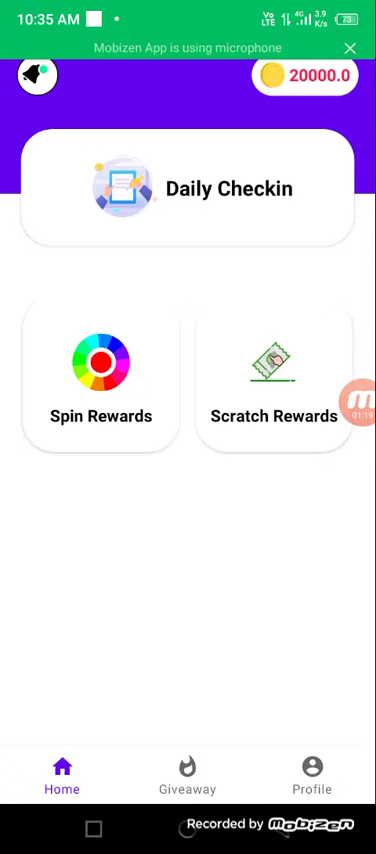 10:35 AM
Vo LTE 4G 3.9 K/s 73
Mobizen App is using microphone
20000.0
Daily Checkin
Spin Rewards
Scratch Rewards
01:19
Home
Giveaway
Profile
Recorded by mobizen